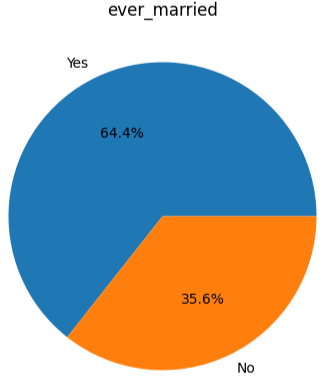 ever_married
Yes
64.4%
35.6%
No